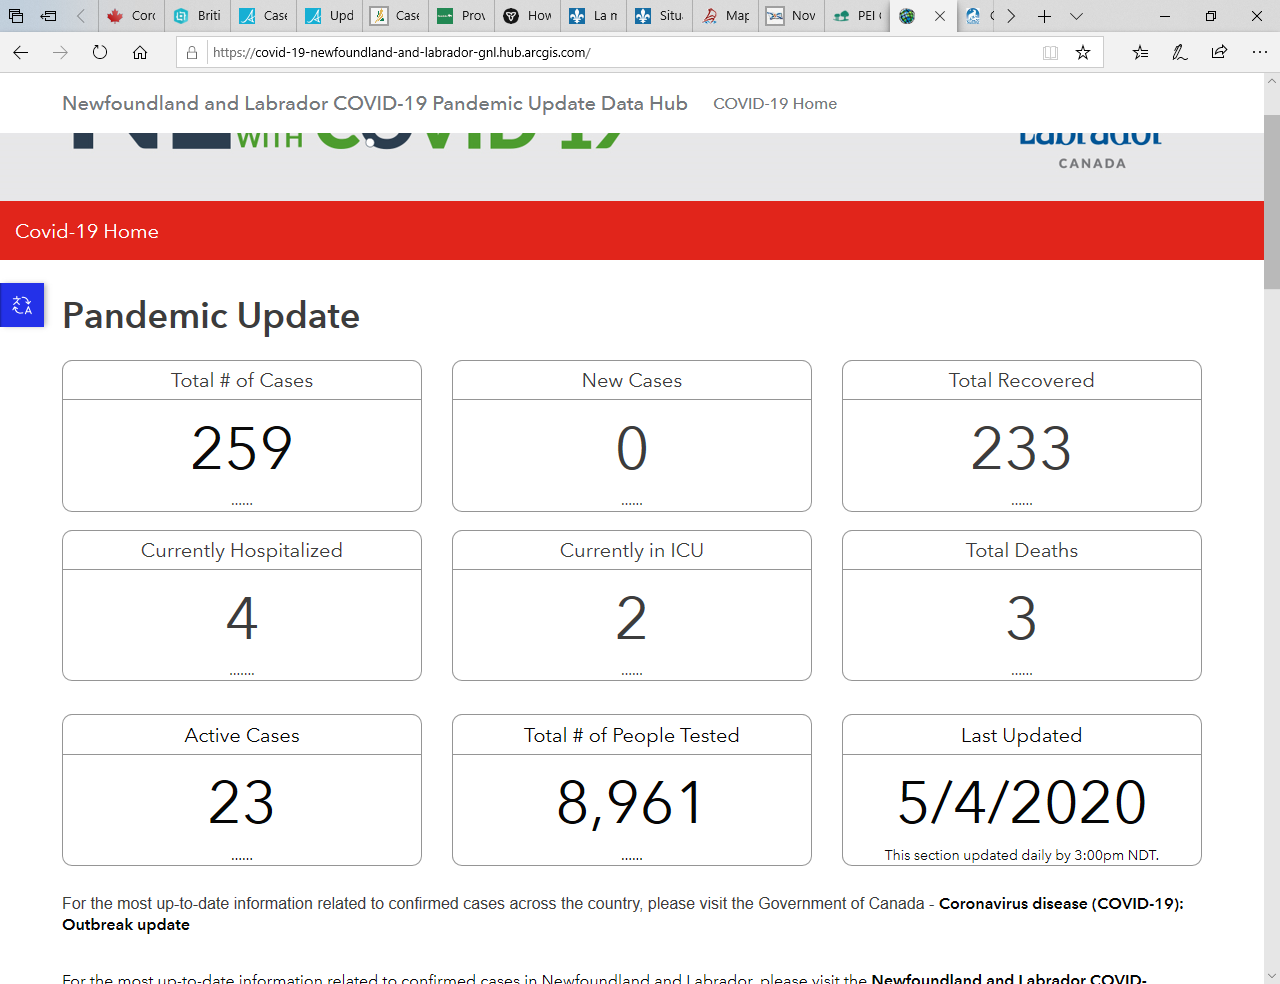 Corc
Briti
Case
Upd
Case
Prov
How
La n
Situ
Map
Nov
PEI
https://covid-19-newfoundland-and-labrador-gnl.hub.arcgis.com/
Newfoundland and Labrador COVID-19 Pandemic Update Data Hub COVID-19 Home
WITH COVID-19
Labrador
CANADA
Covid-19 Home
Pandemic Update
Total # of Cases
259
......
New Cases
0
......
Total Recovered
233
......
Currently Hospitalized
4
.......
Currently in ICU
2
......
Total Deaths
3
......
Active Cases
23
......
Total # of People Tested
8,961
......
Last Updated
5/4/2020
This section updated daily by 3:00pm NDT.
For the most up-to-date information related to confirmed cases across the country, please visit the Government of Canada - Coronavirus disease (COVID-19):
Outbreak update
For the most up-to-date information related to confirmed cases in Newfoundland and Labrador, please visit the Newfoundland and Labrador COVID-